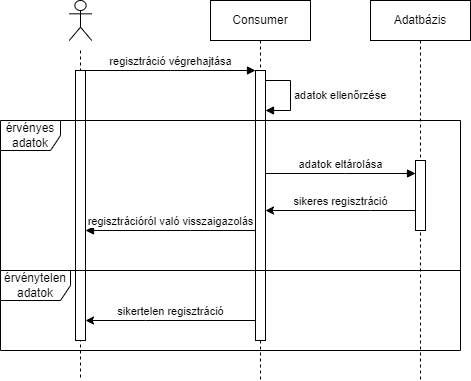 Consumer
Adatbázis
regisztráció végrehajtása
adatok ellenőrzése
érvényes
adatok
adatok eltárolása
sikeres regisztráció
regisztrációról való visszaigazolás
érvénytelen
adatok
sikertelen regisztráció